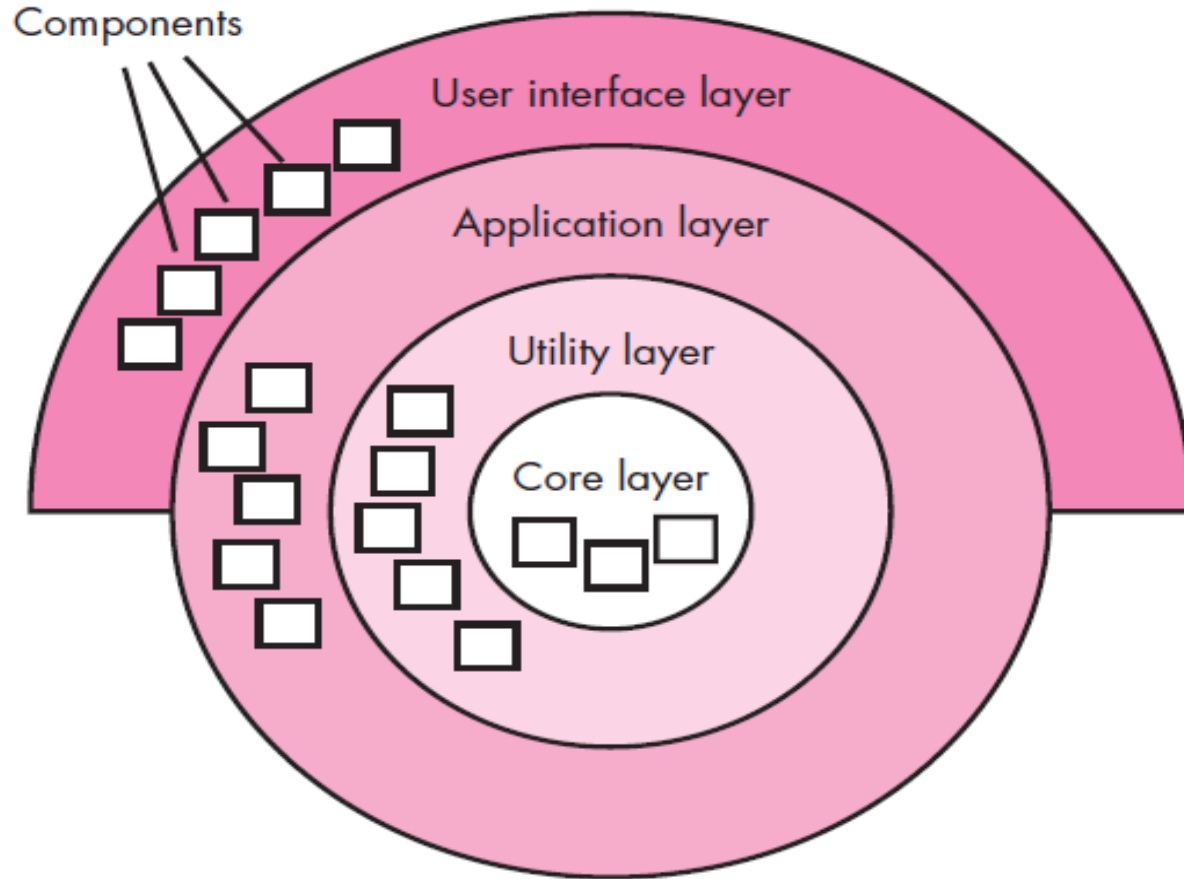 Components
User interface layer
Application layer
Utility layer
Core layer